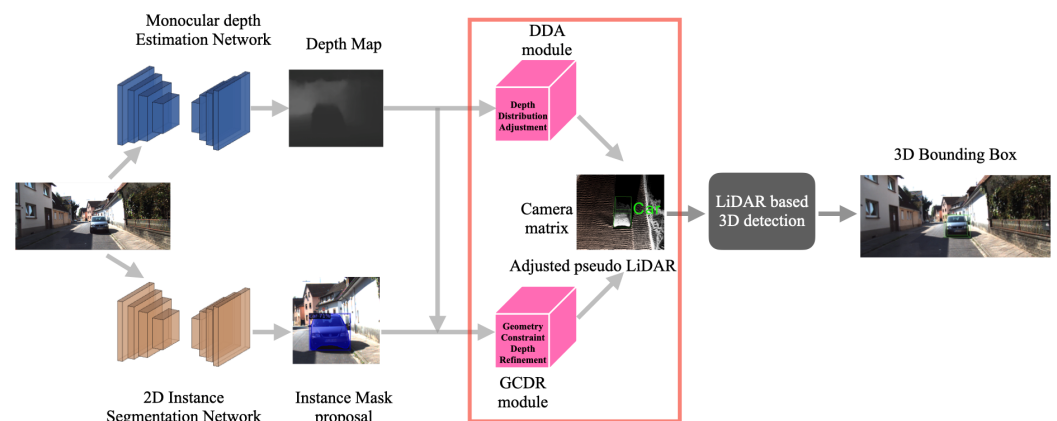 Monocular depth
Estimation Network
Depth Map
DDA
module
Depth
Distribution
Adjustment
3D Bounding Box
Camera
matrix
Car
LiDAR based
3D detection
Adjusted pseudo LiDAR
Geometry
Constraint
Depth
Refinement
GCDR
module
2D Instance
Segmentation Network
Instance Mask
proposal